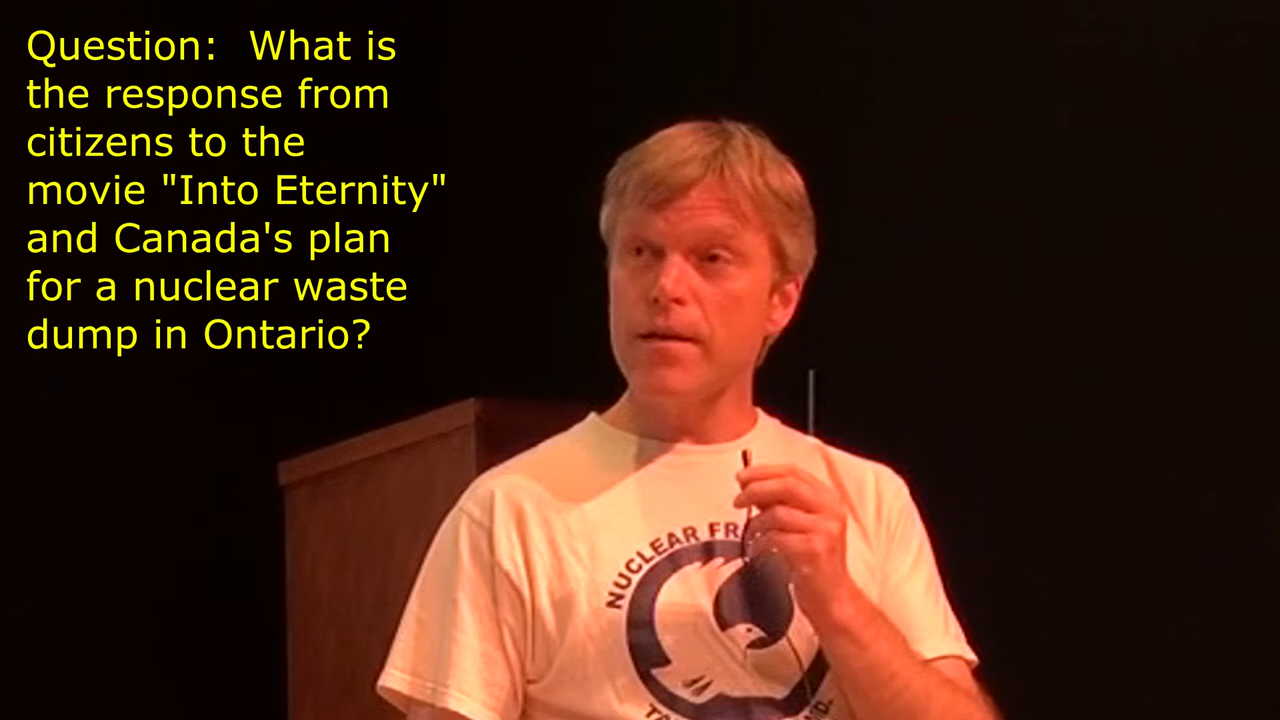 Question:  What is
the response from
citizens to the
movie "Into Eternity"
and Canada's plan
for a nuclear waste
dump in Ontario?
NUCLEAR